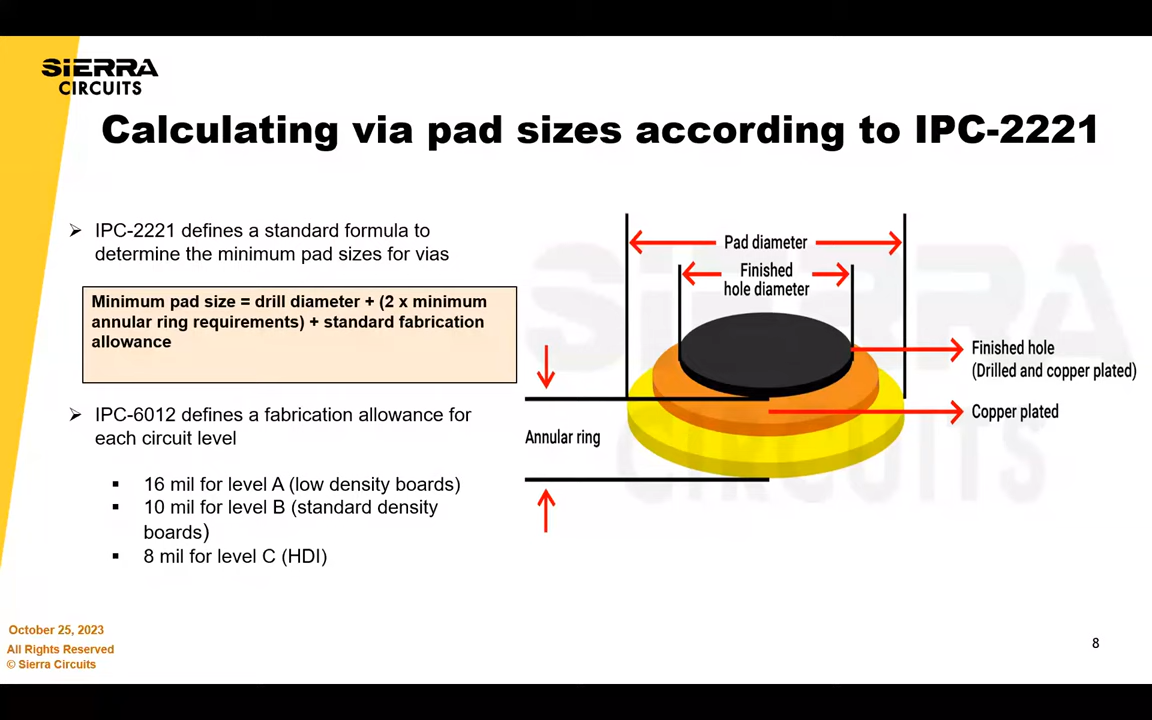 SIERRA
CIRCUITS
Calculating via pad sizes according to IPC-2221
IPC-2221 defines a standard formula to
determine the minimum pad sizes for vias
Minimum pad size = drill diameter + (2 x minimum
annular ring requirements) + standard fabrication
allowance
IPC-6012 defines a fabrication allowance for
each circuit level
16 mil for level A (low density boards)
10 mil for level B (standard density
boards)
8 mil for level C (HDI)
Pad diameter
Finished
hole diameter
Finished hole
(Drilled and copper plated)
Copper plated
Annular ring
SIERRA
CIRCUITS
October 25, 2023
All Rights Reserved
© Sierra Circuits
8